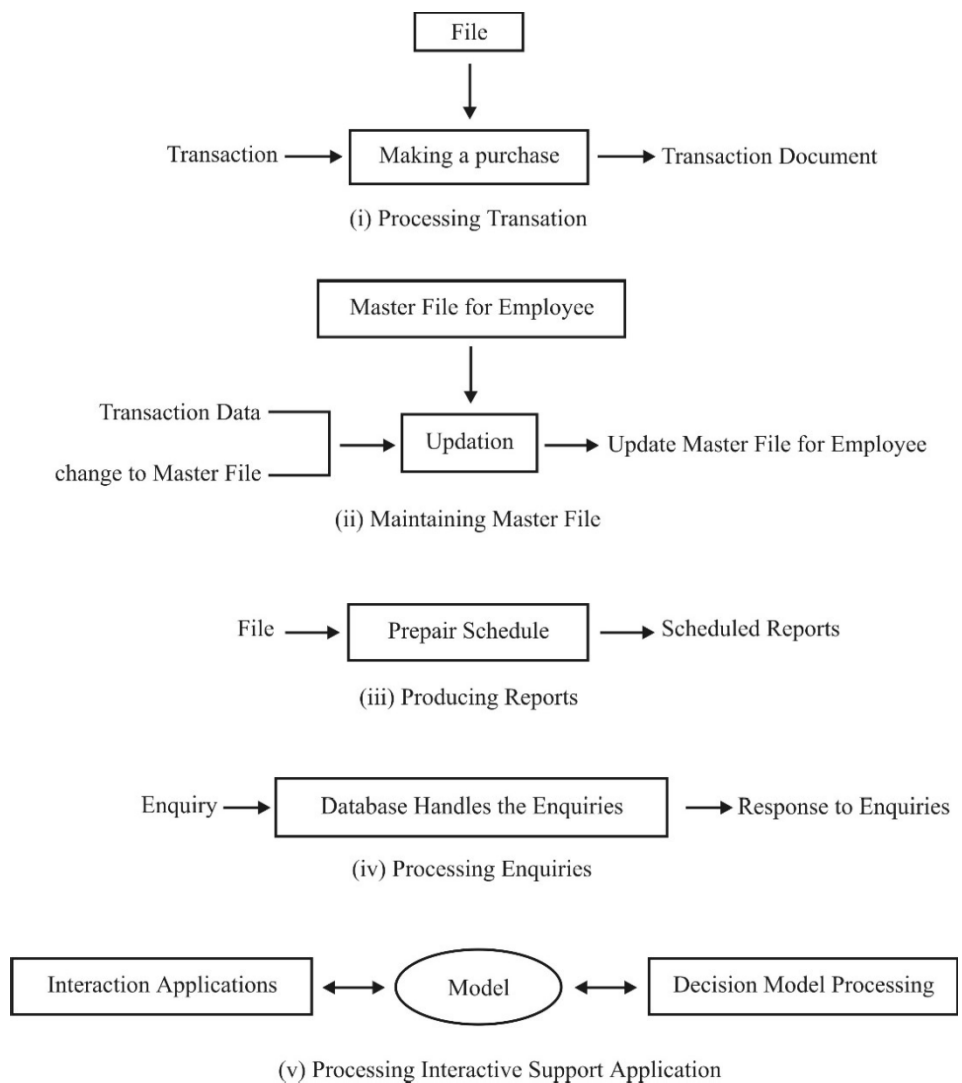 File
Transaction
Making a purchase
Transaction Document
(i) Processing Transation
Master File for Employee
Transaction Data
change to Master File
Updation
Update Master File for Employee
(ii) Maintaining Master File
File
Prepair Schedule
Scheduled Reports
(iii) Producing Reports
Enquiry
Database Handles the Enquiries
Response to Enquiries
(iv) Processing Enquiries
Interaction Applications
Model
Decision Model Processing
(v) Processing Interactive Support Application